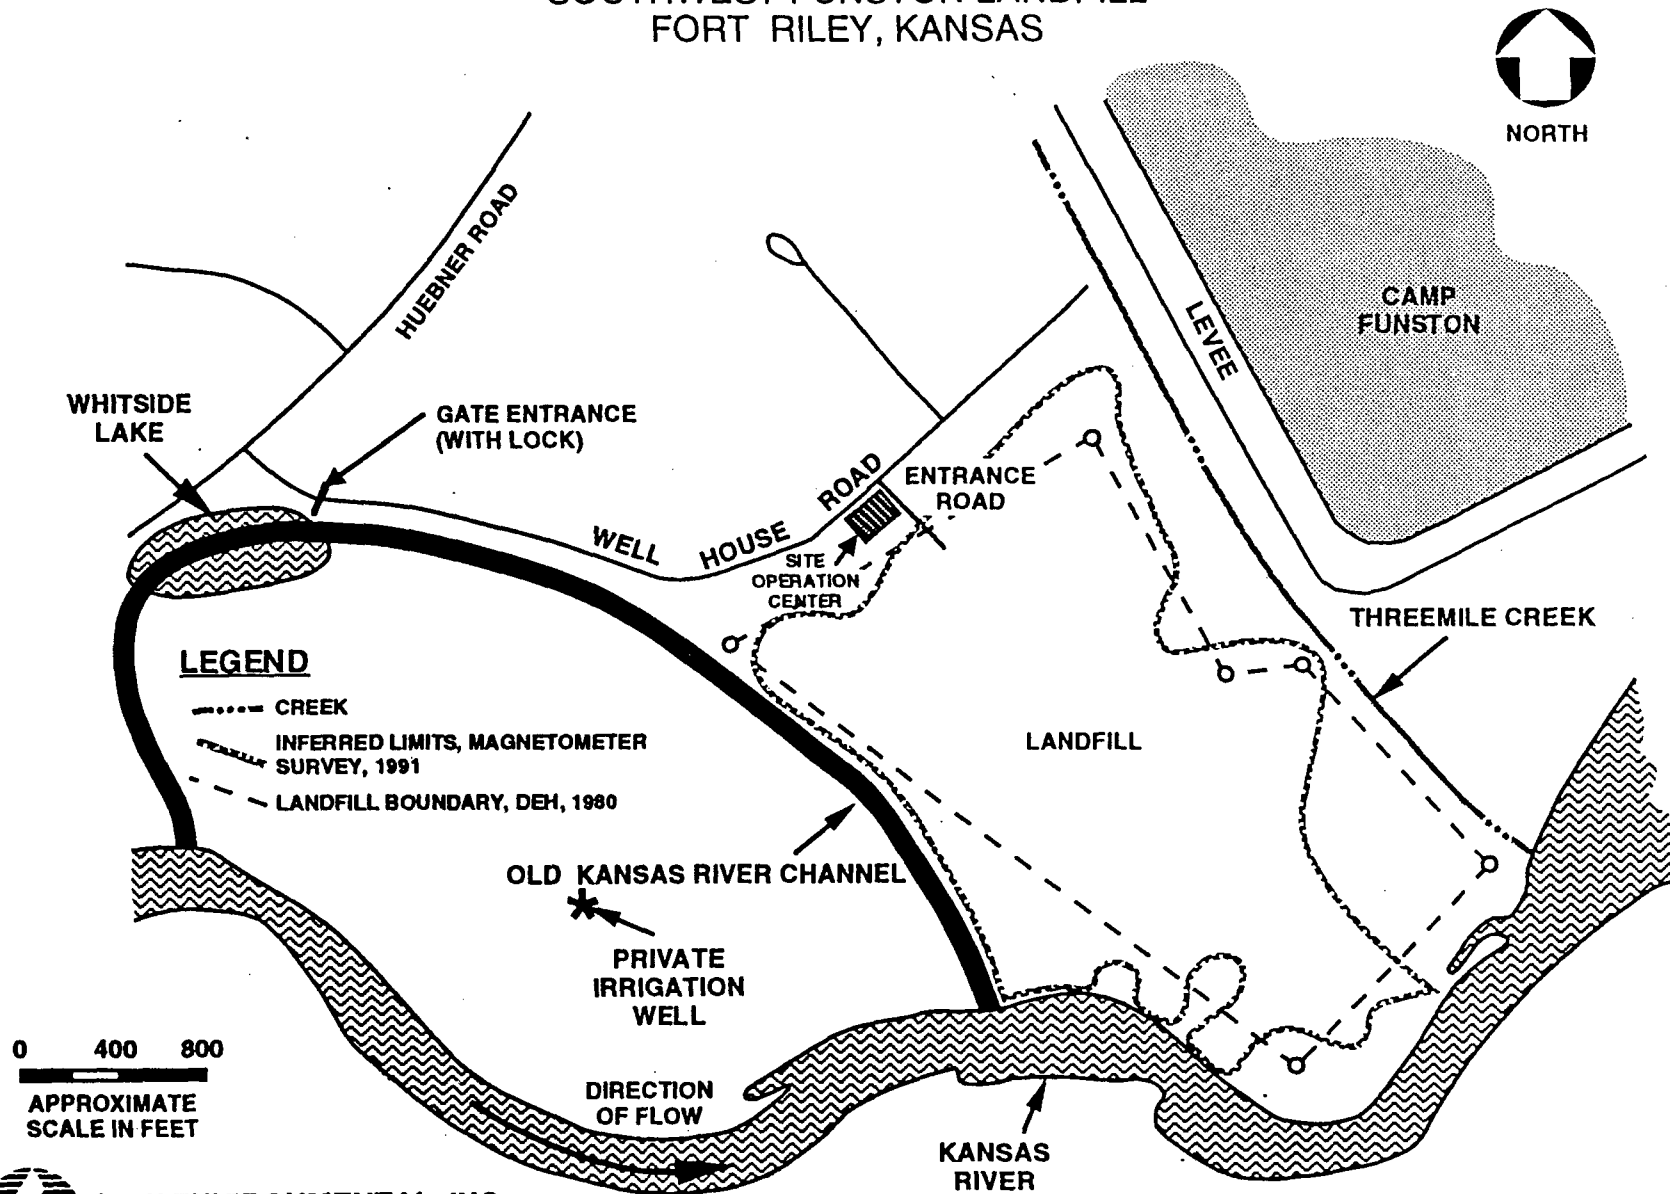 FORT RILEY, KANSAS
NORTH
HUEBNER ROAD
CAMP
FUNSTON
LEVEE
WHITSIDE
LAKE
GATE ENTRANCE
(WITH LOCK)
WELL HOUSE ROAD
ENTRANCE
ROAD
SITE
OPERATION
CENTER
THREEMILE CREEK
LEGEND
CREEK
INFERRED LIMITS, MAGNETOMETER
SURVEY, 1991
LANDFILL BOUNDARY, DEH, 1980
LANDFILL
OLD KANSAS RIVER CHANNEL
PRIVATE
IRRIGATION
WELL
0 400 800
APPROXIMATE
SCALE IN FEET
DIRECTION
OF FLOW
KANSAS
RIVER